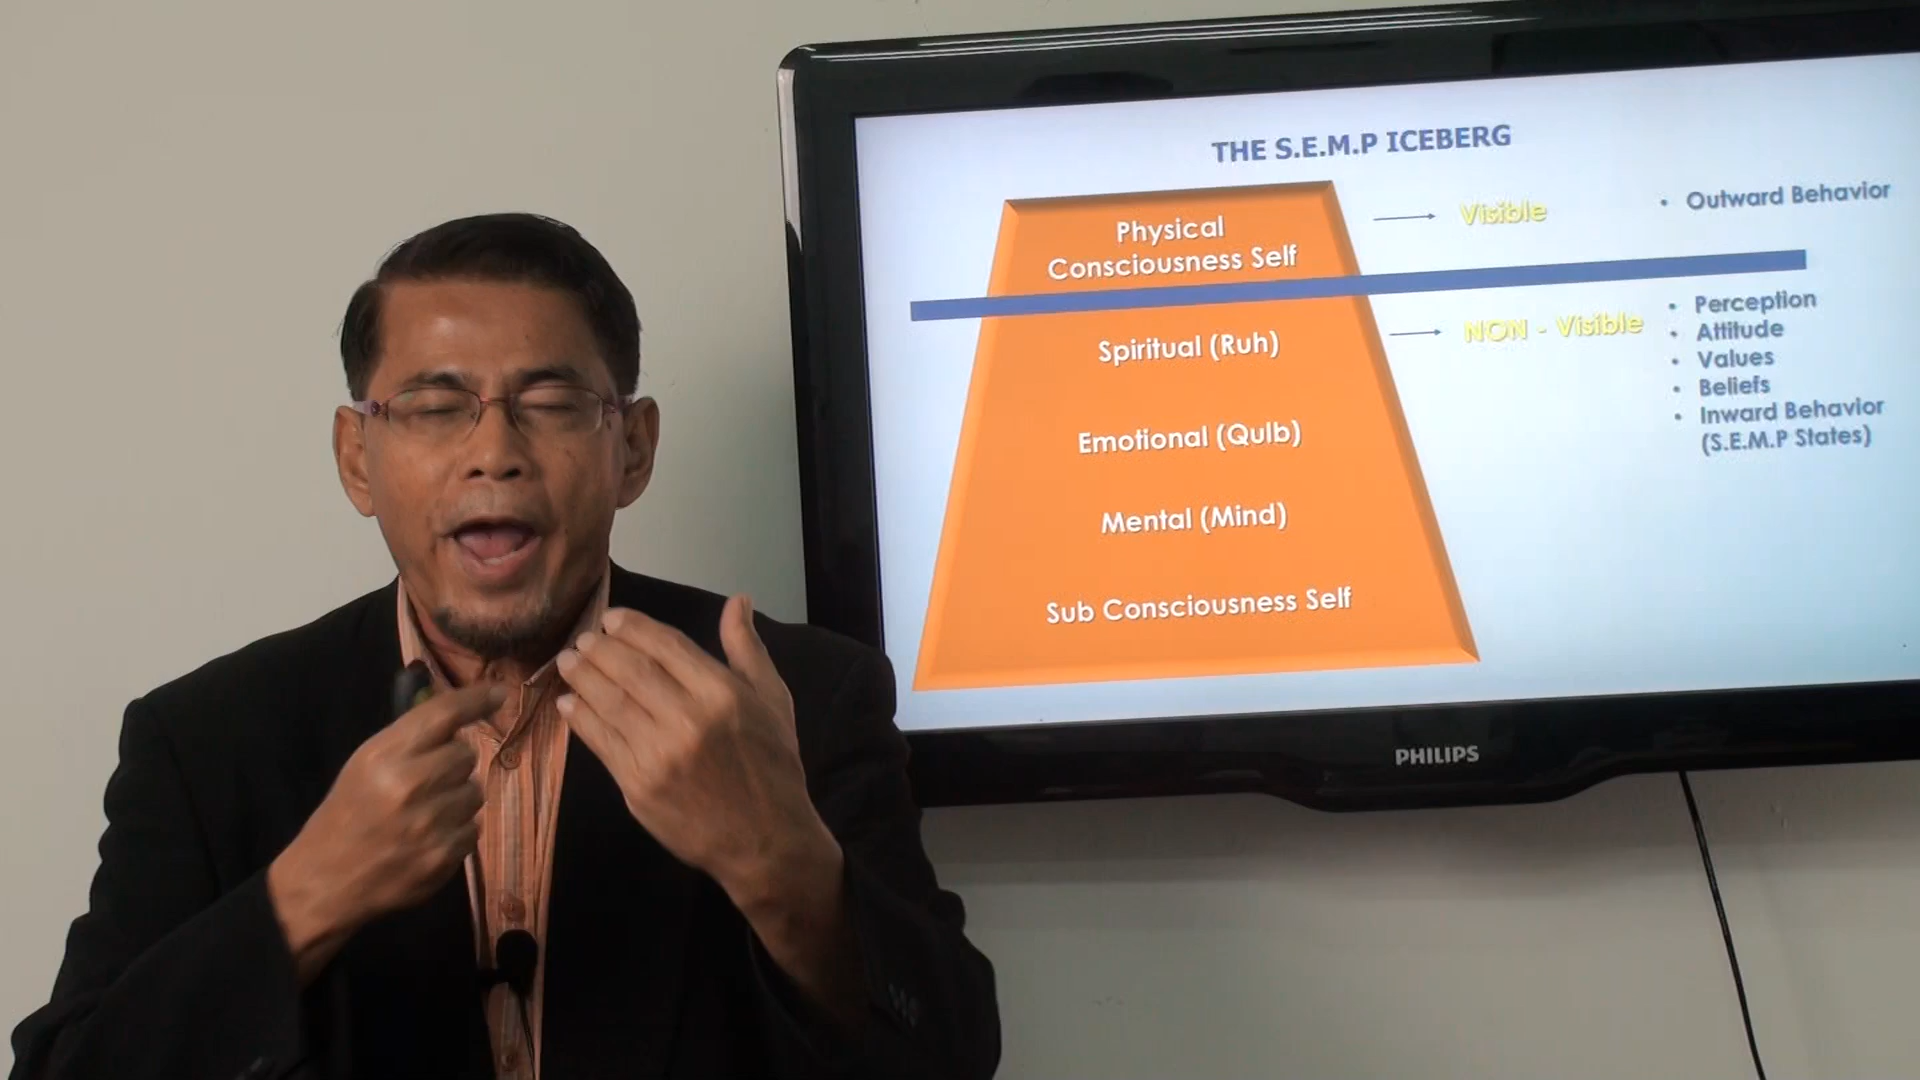 THE S.E.M.P ICEBERG
Physical
Consciousness Self
Visible
• Outward Behavior
Spiritual (Ruh)
NON - Visible
• Perception
• Attitude
• Values
• Beliefs
• Inward Behavior
(S.E.M.P States)
Emotional (Qulb)
Mental (Mind)
Sub Consciousness Self
PHILIPS